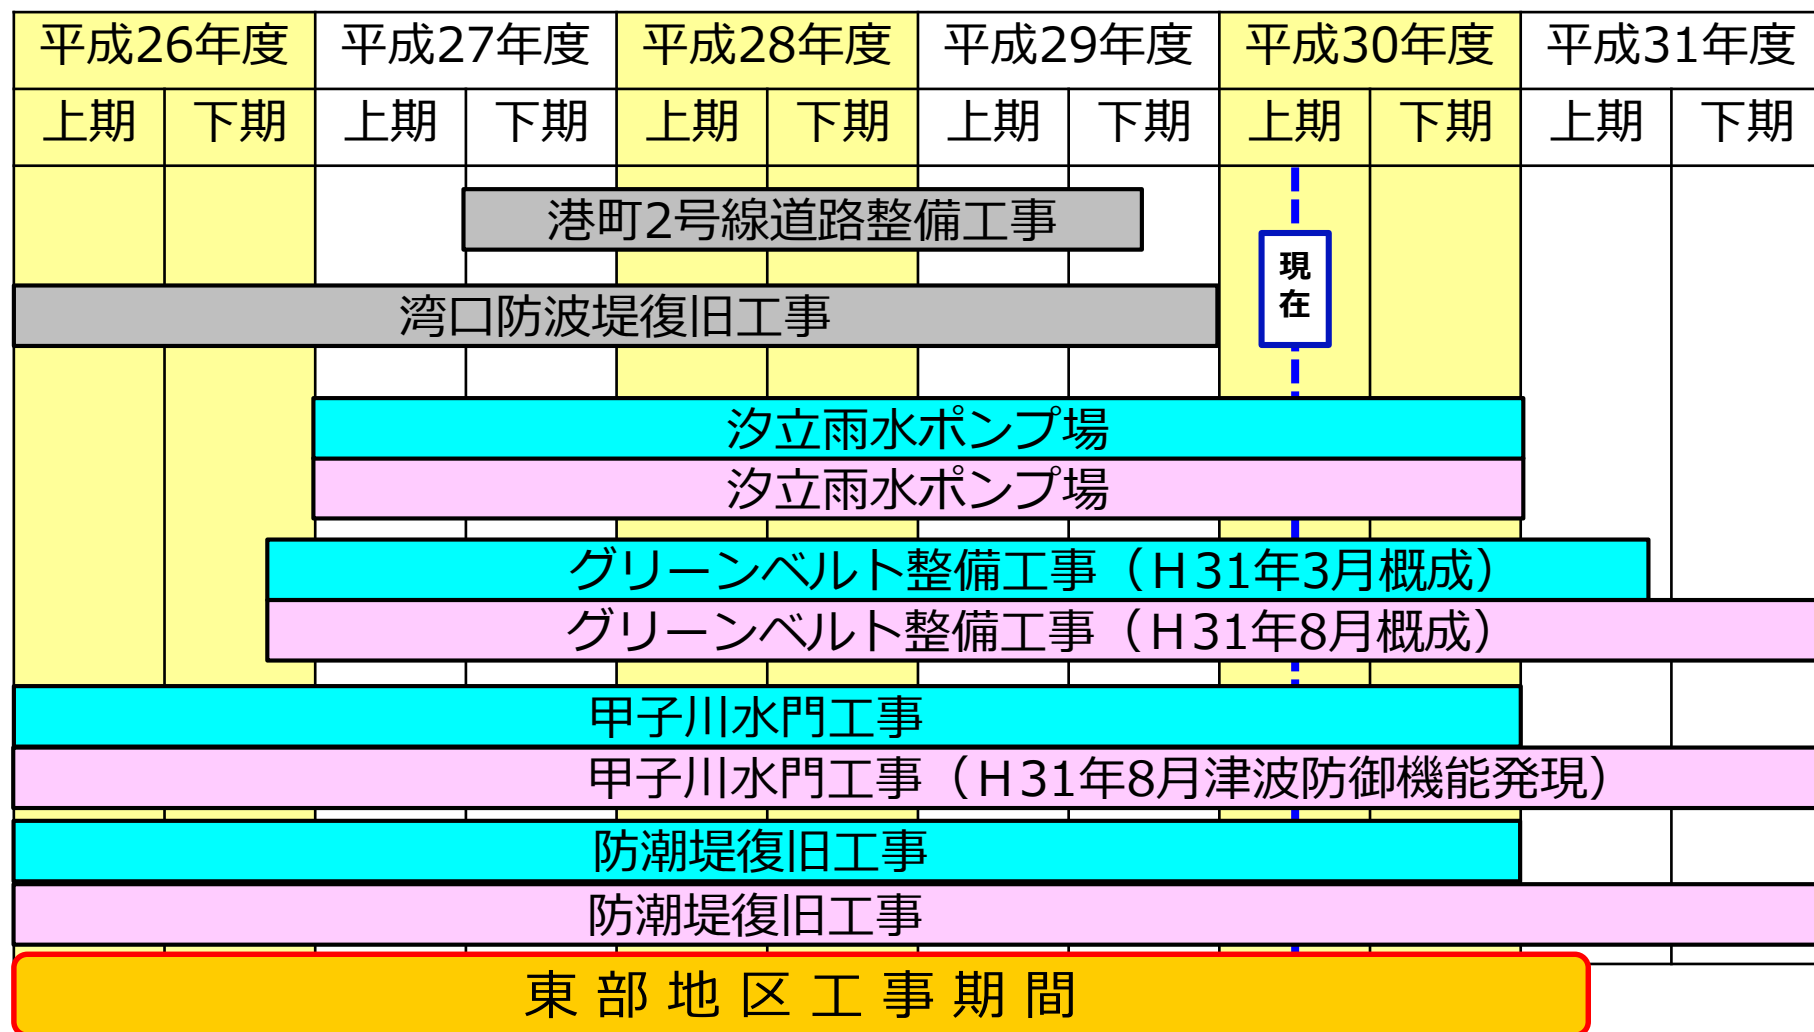 平成26年度 平成27年度 平成28年度 平成29年度 平成30年度 平成31年度
上期 下期 上期 下期 上期 下期 上期 下期 上期 下期 上期 下期
港町2号線道路整備工事
現在
湾口防波堤復旧工事
汐立雨水ポンプ場
汐立雨水ポンプ場
グリーンベルト整備工事（Ｈ31年3月概成）
グリーンベルト整備工事（Ｈ31年8月概成）
甲子川水門工事
甲子川水門工事（Ｈ31年8月津波防御機能発現）
防潮堤復旧工事
防潮堤復旧工事
東部地区工事期間